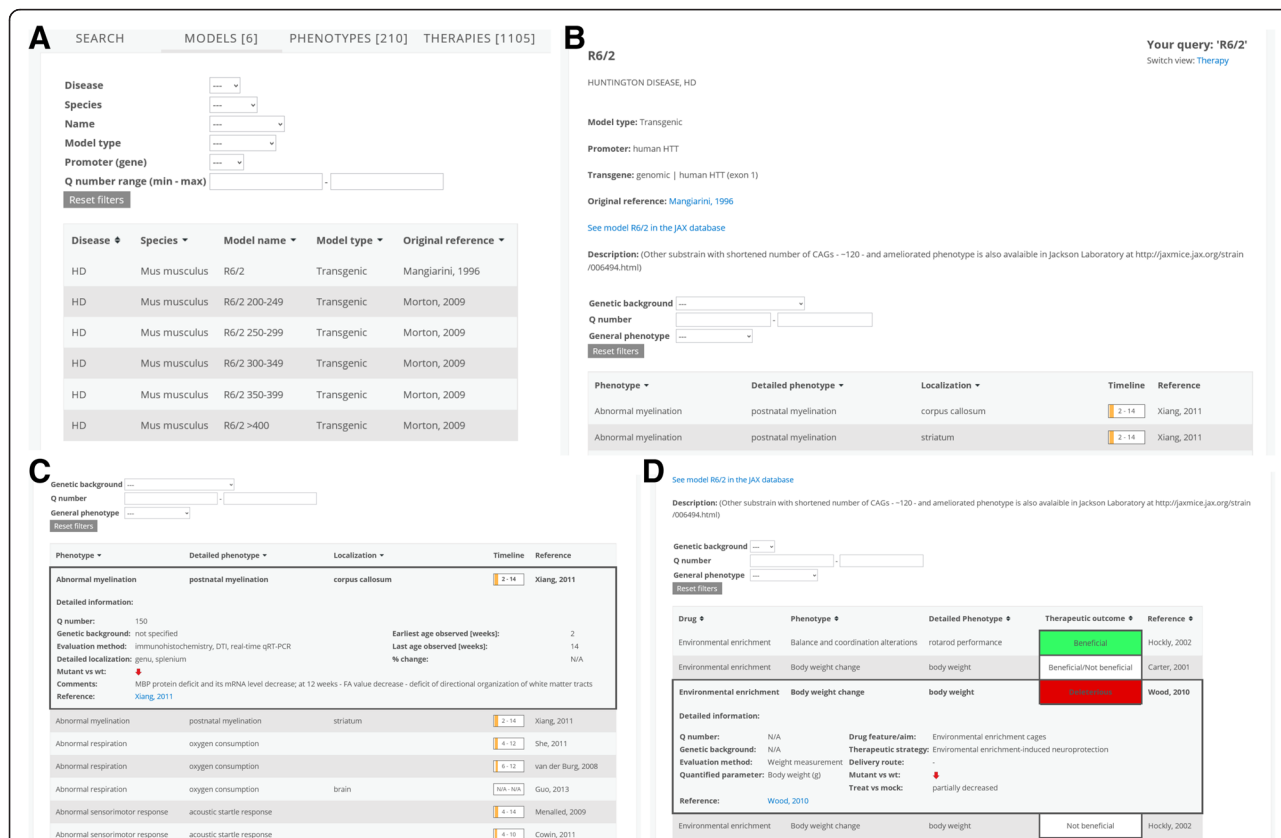 A
SEARCH MODELS [6] PHENOTYPES [210] THERAPIES [1105]
Disease ---
Species ---
Name ---
Model type ---
Promoter (gene) ---
Q number range (min - max) -
Reset filters
Disease Species Model name Model type Original reference
HD Mus musculus R6/2 Transgenic Mangiarini, 1996
HD Mus musculus R6/2 200-249 Transgenic Morton, 2009
HD Mus musculus R6/2 250-299 Transgenic Morton, 2009
HD Mus musculus R6/2 300-349 Transgenic Morton, 2009
HD Mus musculus R6/2 350-399 Transgenic Morton, 2009
HD Mus musculus R6/2 >400 Transgenic Morton, 2009
B
R6/2
Your query: 'R6/2'
Switch view: Therapy
HUNTINGTON DISEASE, HD
Model type: Transgenic
Promoter: human HTT
Transgene: genomic | human HTT (exon 1)
Original reference: Mangiarini, 1996
See model R6/2 in the JAX database
Description: (Other substrain with shortened number of CAGs - ~120 - and ameliorated phenotype is also avalaible in Jackson Laboratory at http://jaxmice.jax.org/strain
/006494.html)
Genetic background ---
Q number -
General phenotype ---
Reset filters
Phenotype Detailed phenotype Localization Timeline Reference
Abnormal myelination postnatal myelination corpus callosum 2 - 14 Xiang, 2011
Abnormal myelination postnatal myelination striatum 2 - 14 Xiang, 2011
C
Genetic background ---
Q number -
General phenotype ---
Reset filters
Phenotype Detailed phenotype Localization Timeline Reference
Abnormal myelination postnatal myelination corpus callosum 2 - 14 Xiang, 2011
Detailed information:
Q number: 150
Genetic background: not specified Earliest age observed [weeks]: 2
Evaluation method: immunohistochemistry, DTI, real-time qRT-PCR Last age observed [weeks]: 14
Detailed localization: genu, splenium % change: N/A
Mutant vs wt:
Comments: MBP protein deficit and its mRNA level decrease; at 12 weeks - FA value decrease - deficit of directional organization of white matter tracts
Reference: Xiang, 2011
Abnormal myelination postnatal myelination striatum 2 - 14 Xiang, 2011
Abnormal respiration oxygen consumption 4 - 12 She, 2011
Abnormal respiration oxygen consumption 6 - 12 van der Burg, 2008
Abnormal respiration oxygen consumption brain N/A - N/A Guo, 2013
Abnormal sensorimotor response acoustic startle response 4 - 14 Menalled, 2009
Abnormal sensorimotor response acoustic startle response 4 - 10 Cowin, 2011
D
See model R6/2 in the JAX database
Description: (Other substrain with shortened number of CAGs - ~120 - and ameliorated phenotype is also avalaible in Jackson Laboratory at http://jaxmice.jax.org/strain
/006494.html)
Genetic background ---
Q number -
General phenotype ---
Reset filters
Drug Phenotype Detailed Phenotype Therapeutic outcome Reference
Environmental enrichment Balance and coordination alterations rotarod performance Beneficial Hockly, 2002
Environmental enrichment Body weight change body weight Beneficial/Not beneficial Carter, 2001
Environmental enrichment Body weight change body weight Deleterious Wood, 2010
Detailed information:
Q number: N/A Drug feature/aim: Environmental enrichment cages
Genetic background: N/A Therapeutic strategy: Enviromental enrichment-induced neuroprotection
Evaluation method: Weight measurement Delivery route: -
Quantified parameter: Body weight (g) Mutant vs wt:
Treat vs mock: partially decreased
Reference: Wood, 2010
Environmental enrichment Body weight change body weight Not beneficial Hockly, 2002